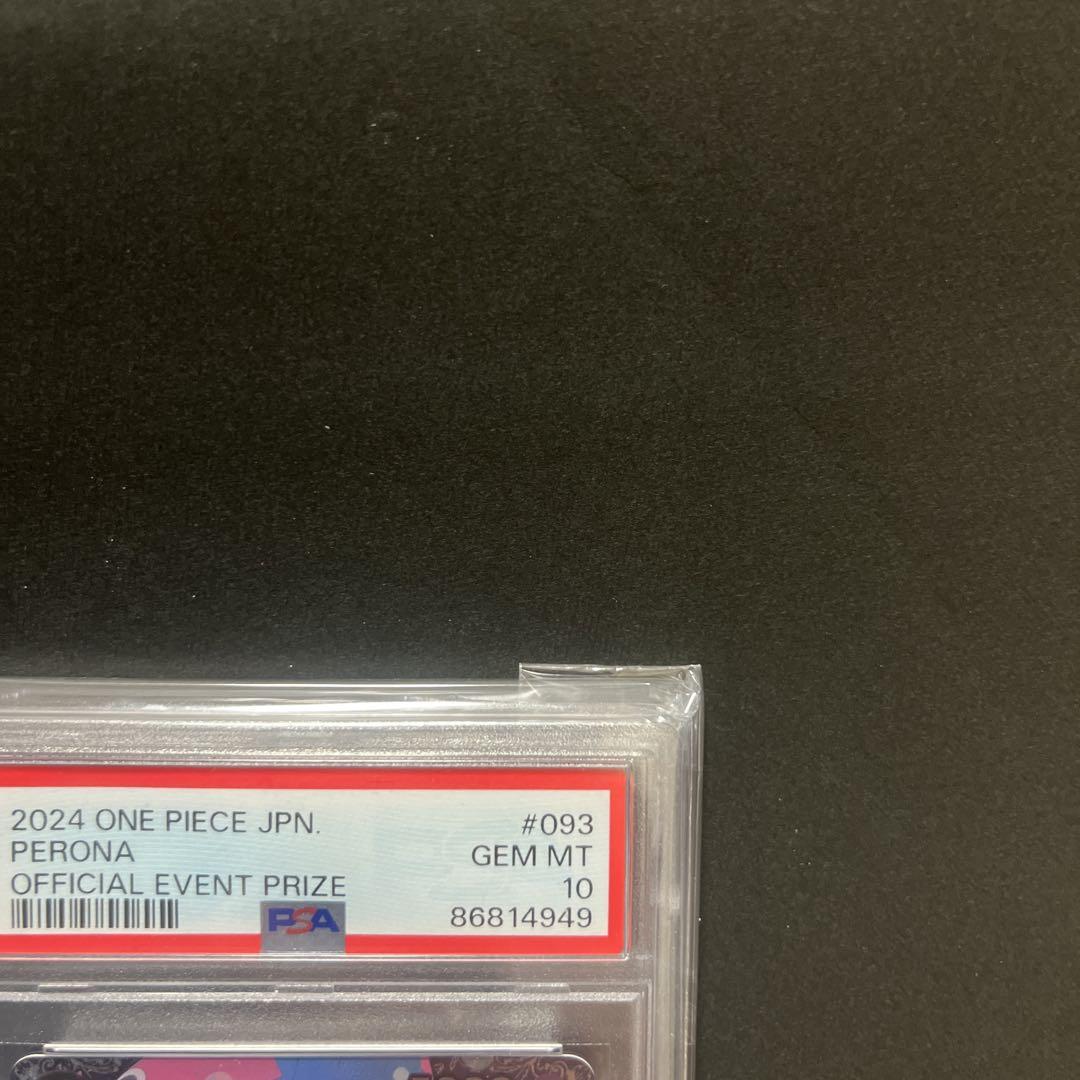 2024 ONE PIECE JPN. #093
PERONA GEM MT
OFFICIAL EVENT PRIZE 10
PSA 86814949